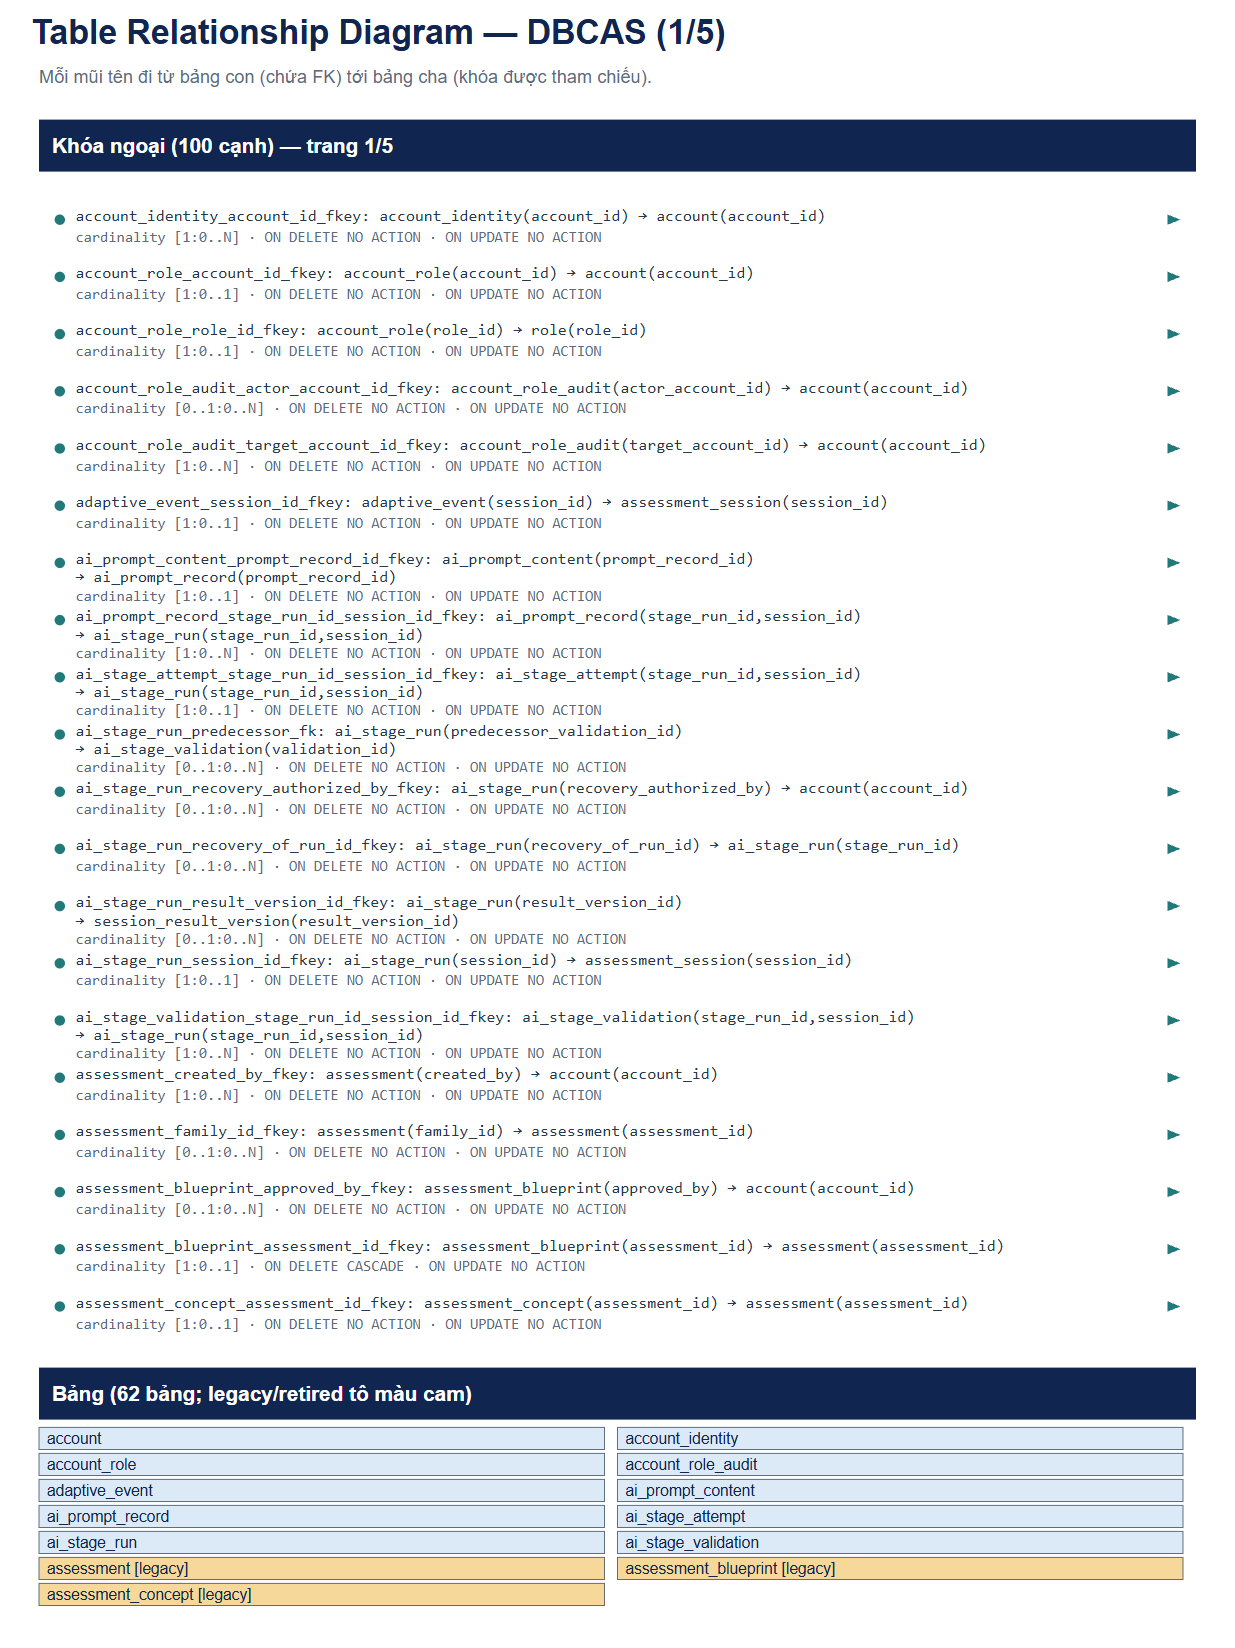 Table Relationship Diagram — DBCAS (1/5)
Mỗi mũi tên đi từ bảng con (chứa FK) tới bảng cha (khóa được tham chiếu).
Khóa ngoại (100 cạnh) — trang 1/5
account_identity_account_id_fkey: account_identity(account_id) → account(account_id)
cardinality [1:0..N] · ON DELETE NO ACTION · ON UPDATE NO ACTION
account_role_account_id_fkey: account_role(account_id) → account(account_id)
cardinality [1:0..1] · ON DELETE NO ACTION · ON UPDATE NO ACTION
account_role_role_id_fkey: account_role(role_id) → role(role_id)
cardinality [1:0..1] · ON DELETE NO ACTION · ON UPDATE NO ACTION
account_role_audit_actor_account_id_fkey: account_role_audit(actor_account_id) → account(account_id)
cardinality [0..1:0..N] · ON DELETE NO ACTION · ON UPDATE NO ACTION
account_role_audit_target_account_id_fkey: account_role_audit(target_account_id) → account(account_id)
cardinality [1:0..N] · ON DELETE NO ACTION · ON UPDATE NO ACTION
adaptive_event_session_id_fkey: adaptive_event(session_id) → assessment_session(session_id)
cardinality [1:0..1] · ON DELETE NO ACTION · ON UPDATE NO ACTION
ai_prompt_content_prompt_record_id_fkey: ai_prompt_content(prompt_record_id)
→ ai_prompt_record(prompt_record_id)
cardinality [1:0..1] · ON DELETE NO ACTION · ON UPDATE NO ACTION
ai_prompt_record_stage_run_id_session_id_fkey: ai_prompt_record(stage_run_id,session_id)
→ ai_stage_run(stage_run_id,session_id)
cardinality [1:0..N] · ON DELETE NO ACTION · ON UPDATE NO ACTION
ai_stage_attempt_stage_run_id_session_id_fkey: ai_stage_attempt(stage_run_id,session_id)
→ ai_stage_run(stage_run_id,session_id)
cardinality [1:0..1] · ON DELETE NO ACTION · ON UPDATE NO ACTION
ai_stage_run_predecessor_fk: ai_stage_run(predecessor_validation_id)
→ ai_stage_validation(validation_id)
cardinality [0..1:0..N] · ON DELETE NO ACTION · ON UPDATE NO ACTION
ai_stage_run_recovery_authorized_by_fkey: ai_stage_run(recovery_authorized_by) → account(account_id)
cardinality [0..1:0..N] · ON DELETE NO ACTION · ON UPDATE NO ACTION
ai_stage_run_recovery_of_run_id_fkey: ai_stage_run(recovery_of_run_id) → ai_stage_run(stage_run_id)
cardinality [0..1:0..N] · ON DELETE NO ACTION · ON UPDATE NO ACTION
ai_stage_run_result_version_id_fkey: ai_stage_run(result_version_id)
→ session_result_version(result_version_id)
cardinality [0..1:0..N] · ON DELETE NO ACTION · ON UPDATE NO ACTION
ai_stage_run_session_id_fkey: ai_stage_run(session_id) → assessment_session(session_id)
cardinality [1:0..1] · ON DELETE NO ACTION · ON UPDATE NO ACTION
ai_stage_validation_stage_run_id_session_id_fkey: ai_stage_validation(stage_run_id,session_id)
→ ai_stage_run(stage_run_id,session_id)
cardinality [1:0..N] · ON DELETE NO ACTION · ON UPDATE NO ACTION
assessment_created_by_fkey: assessment(created_by) → account(account_id)
cardinality [1:0..N] · ON DELETE NO ACTION · ON UPDATE NO ACTION
assessment_family_id_fkey: assessment(family_id) → assessment(assessment_id)
cardinality [0..1:0..N] · ON DELETE NO ACTION · ON UPDATE NO ACTION
assessment_blueprint_approved_by_fkey: assessment_blueprint(approved_by) → account(account_id)
cardinality [0..1:0..N] · ON DELETE NO ACTION · ON UPDATE NO ACTION
assessment_blueprint_assessment_id_fkey: assessment_blueprint(assessment_id) → assessment(assessment_id)
cardinality [1:0..1] · ON DELETE CASCADE · ON UPDATE NO ACTION
assessment_concept_assessment_id_fkey: assessment_concept(assessment_id) → assessment(assessment_id)
cardinality [1:0..1] · ON DELETE NO ACTION · ON UPDATE NO ACTION
Bảng (62 bảng; legacy/retired tô màu cam)
account
account_identity
account_role
account_role_audit
adaptive_event
ai_prompt_content
ai_prompt_record
ai_stage_attempt
ai_stage_run
ai_stage_validation
assessment [legacy]
assessment_blueprint [legacy]
assessment_concept [legacy]